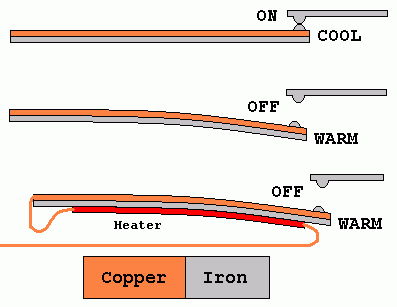 ON
COOL
OFF
WARM
OFF
WARM
Heater
Copper Iron